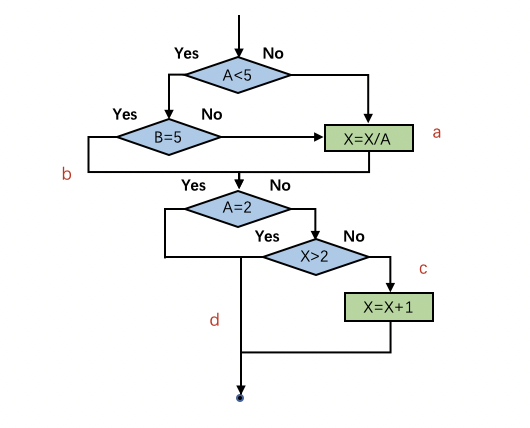 Yes No
A<5
Yes No
B=5
X=X/A
a
b
Yes No
A=2
Yes No
X>2
c
X=X+1
d